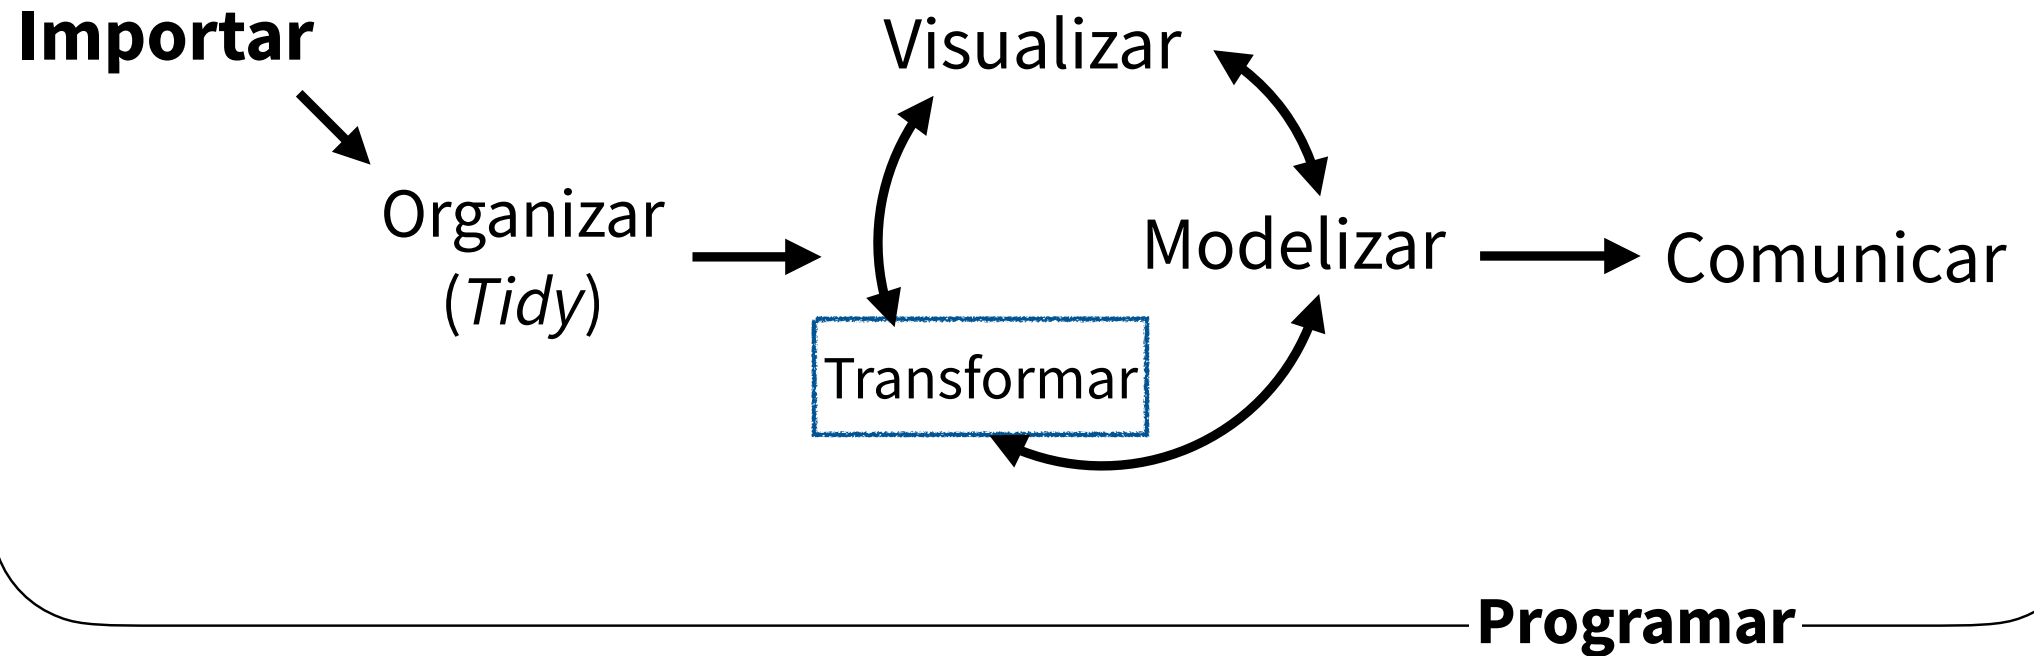 Importar
Visualizar
Organizar
(Tidy)
Modelizar
Comunicar
Transformar
Programar